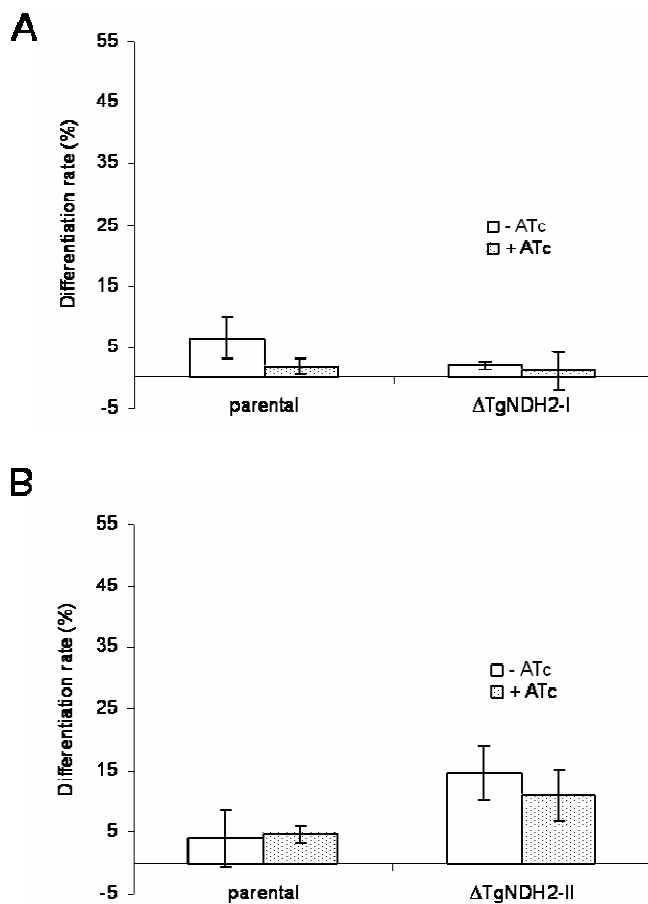 A
55
45
35
25
15
5
-5
Differentiation rate (%)
- ATc
+ ATc
parental
ΔTgNDH2-I
B
55
45
35
25
15
5
-5
Differentiation rate (%)
- ATc
+ ATc
parental
ΔTgNDH2-II